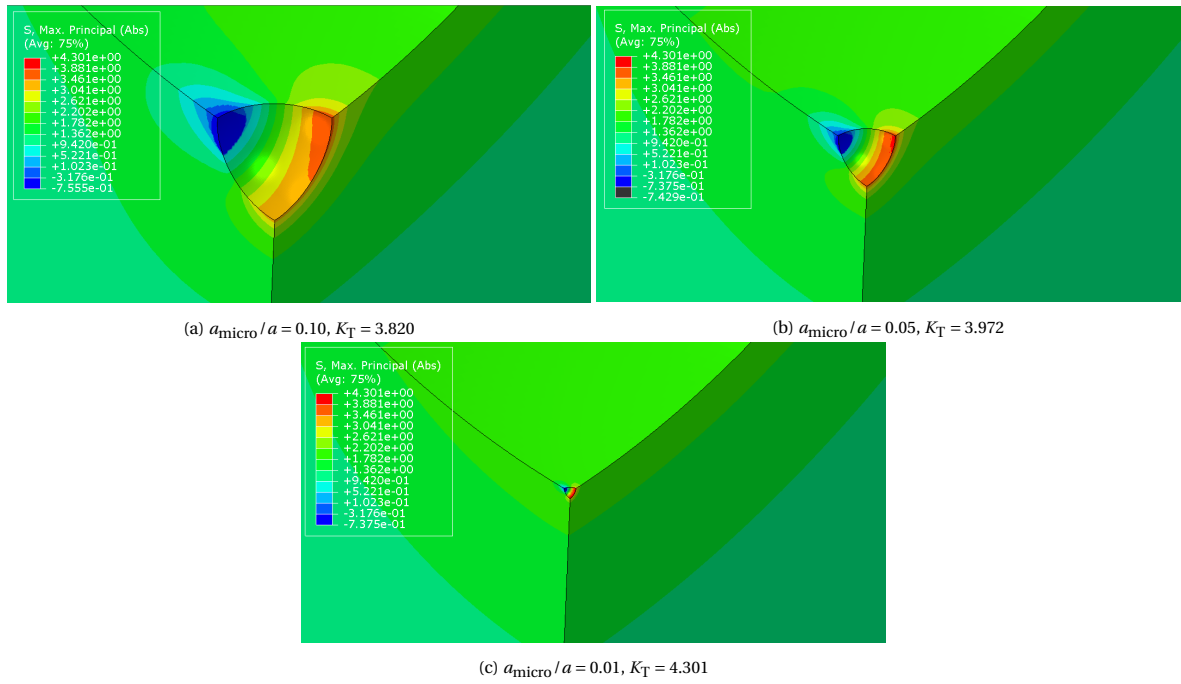 S, Max. Principal (Abs)
(Avg: 75%)
+4.301e+00
+3.881e+00
+3.461e+00
+3.041e+00
+2.621e+00
+2.202e+00
+1.782e+00
+1.362e+00
+9.420e-01
+5.221e-01
+1.023e-01
-3.176e-01
-7.555e-01
(a) a_micro/a = 0.10, K_T = 3.820
S, Max. Principal (Abs)
(Avg: 75%)
+4.301e+00
+3.881e+00
+3.461e+00
+3.041e+00
+2.621e+00
+2.202e+00
+1.782e+00
+1.362e+00
+9.420e-01
+5.221e-01
+1.023e-01
-3.176e-01
-7.375e-01
-7.429e-01
(b) a_micro/a = 0.05, K_T = 3.972
S, Max. Principal (Abs)
(Avg: 75%)
+4.301e+00
+3.881e+00
+3.461e+00
+3.041e+00
+2.621e+00
+2.202e+00
+1.782e+00
+1.362e+00
+9.420e-01
+5.221e-01
+1.023e-01
-3.176e-01
-7.375e-01
(c) a_micro/a = 0.01, K_T = 4.301